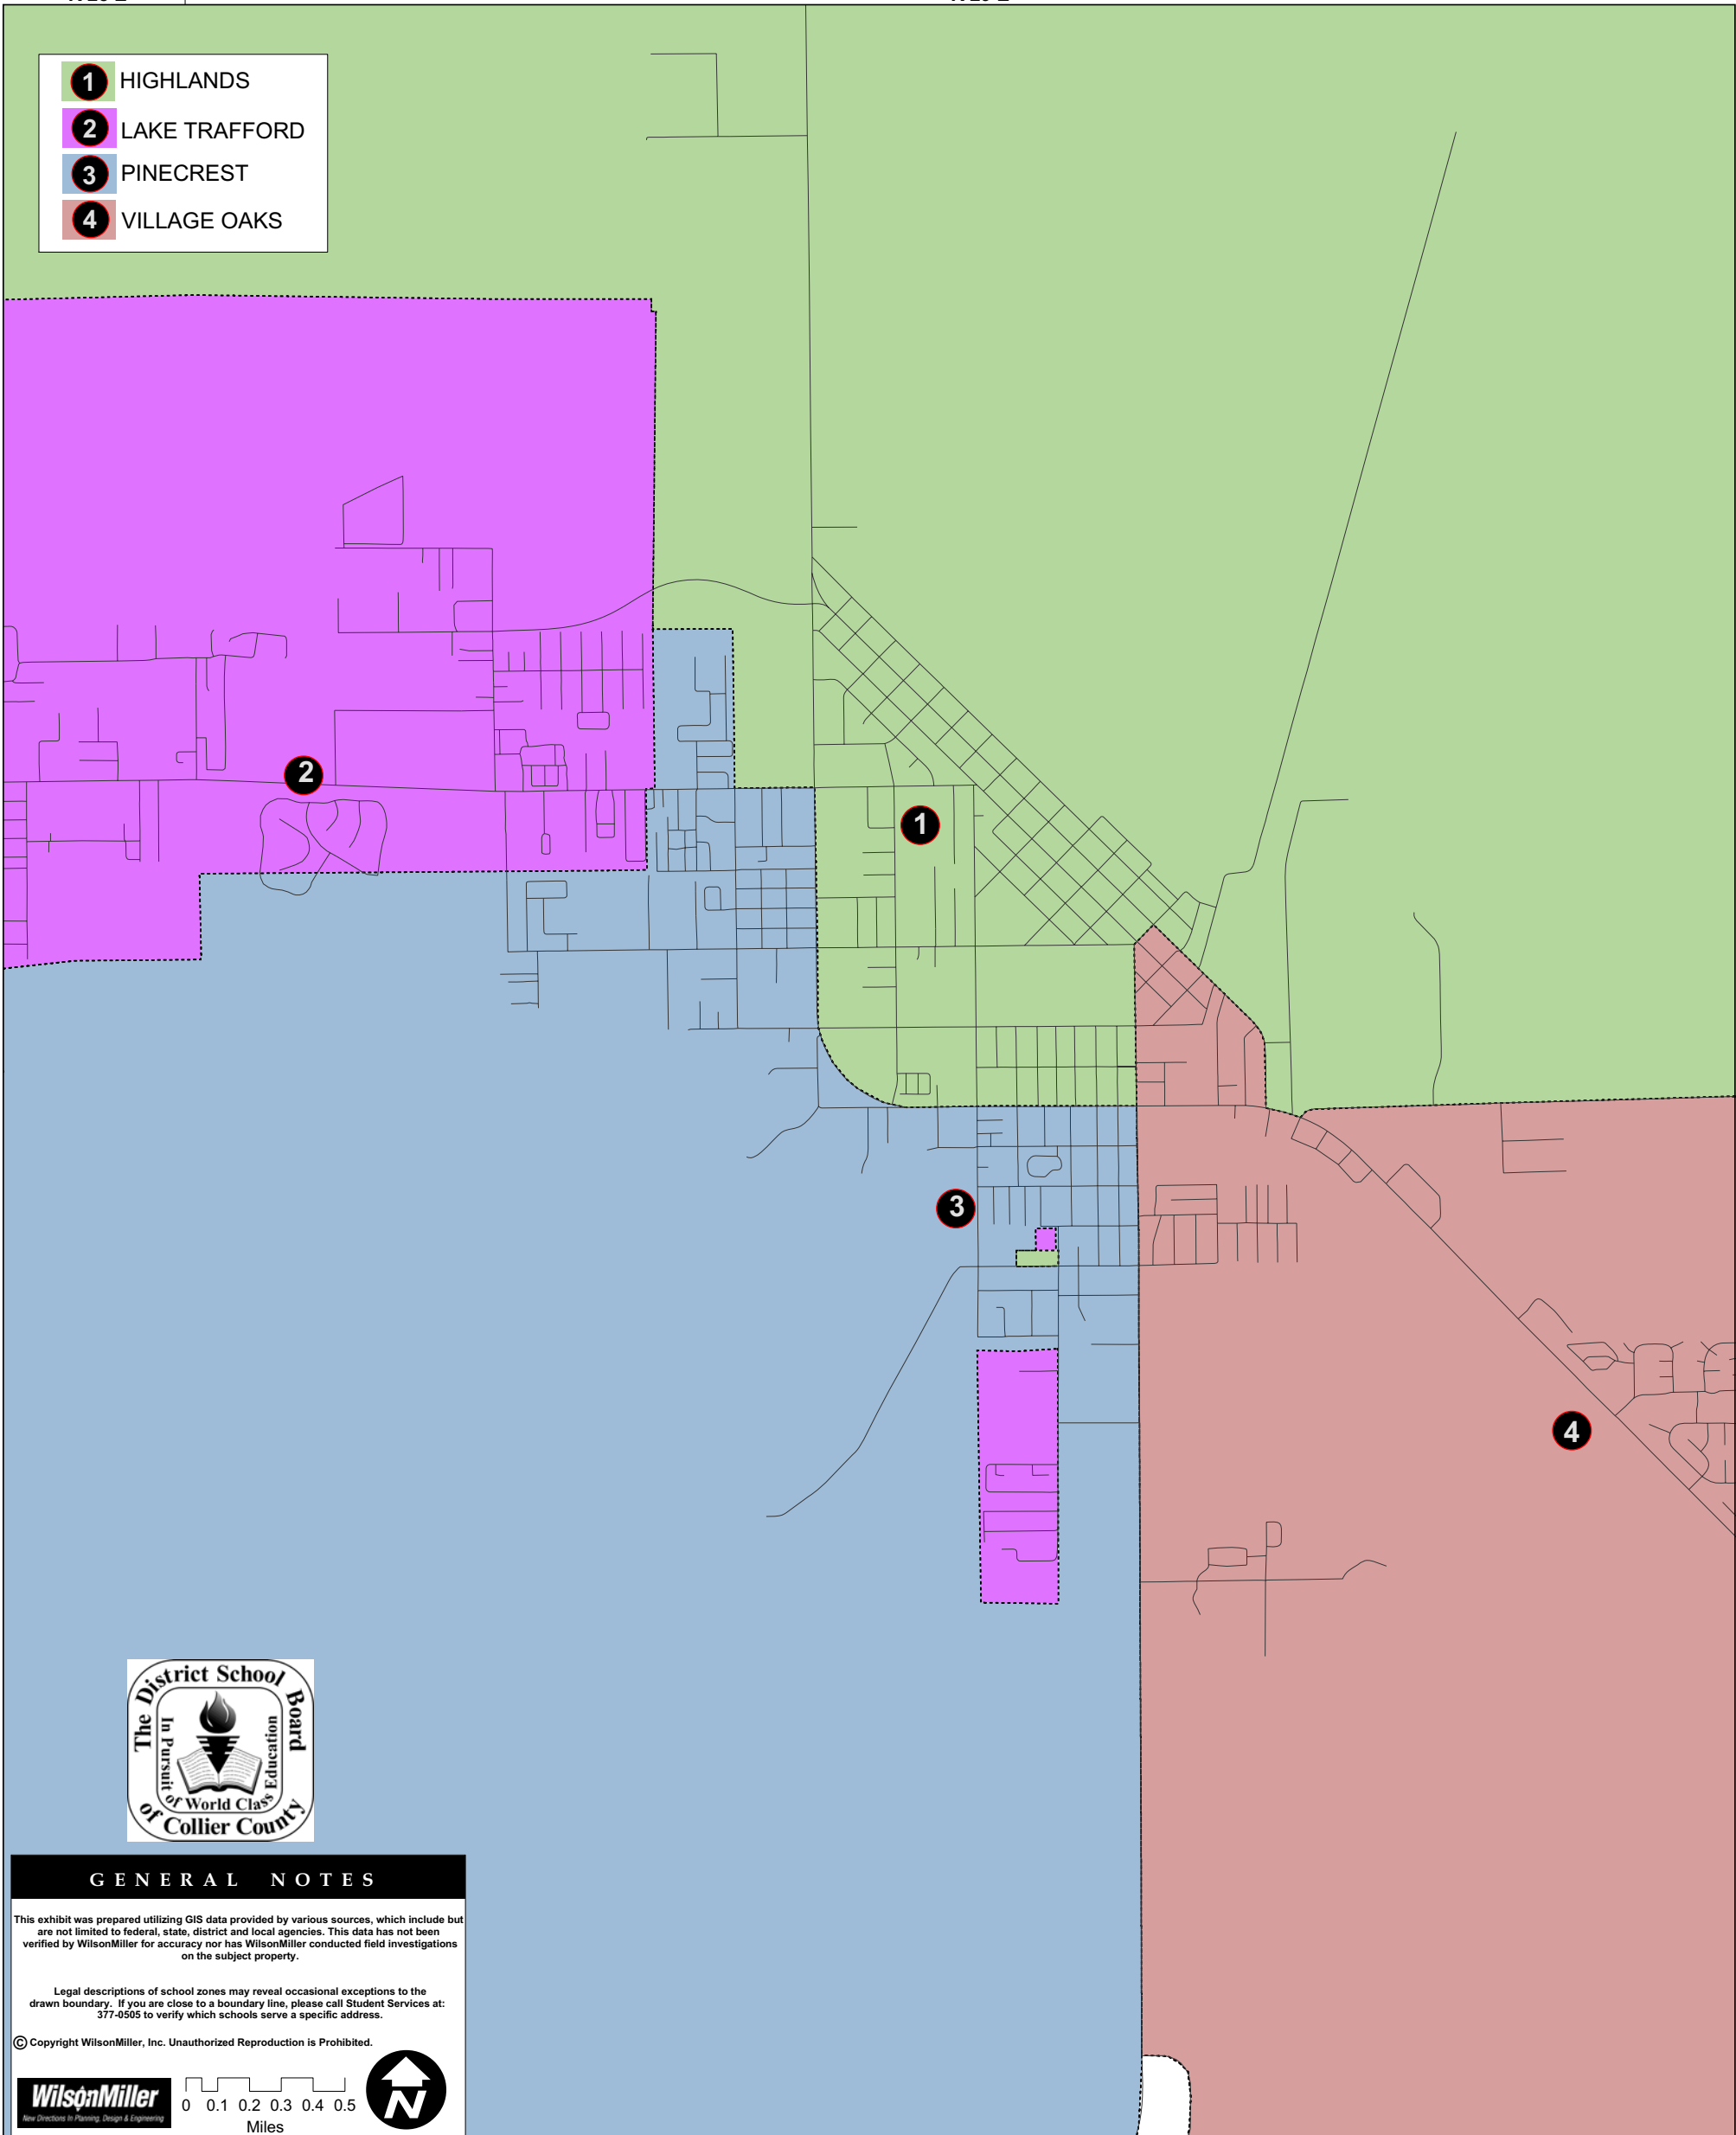 1 HIGHLANDS
2 LAKE TRAFFORD
3 PINECREST
4 VILLAGE OAKS
2
1
3
4
The District School Board
of Collier County
In Pursuit
of World Class
Education
GENERAL NOTES
This exhibit was prepared utilizing GIS data provided by various sources, which include but
are not limited to federal, state, district and local agencies. This data has not been
verified by WilsonMiller for accuracy nor has WilsonMiller conducted field investigations
on the subject property.
Legal descriptions of school zones may reveal occasional exceptions to the
drawn boundary. If you are close to a boundary line, please call Student Services at:
377-0505 to verify which schools serve a specific address.
© Copyright WilsonMiller, Inc. Unauthorized Reproduction is Prohibited.
WilsonMiller
New Directions In Planning, Design & Engineering
0 0.1 0.2 0.3 0.4 0.5
Miles
N